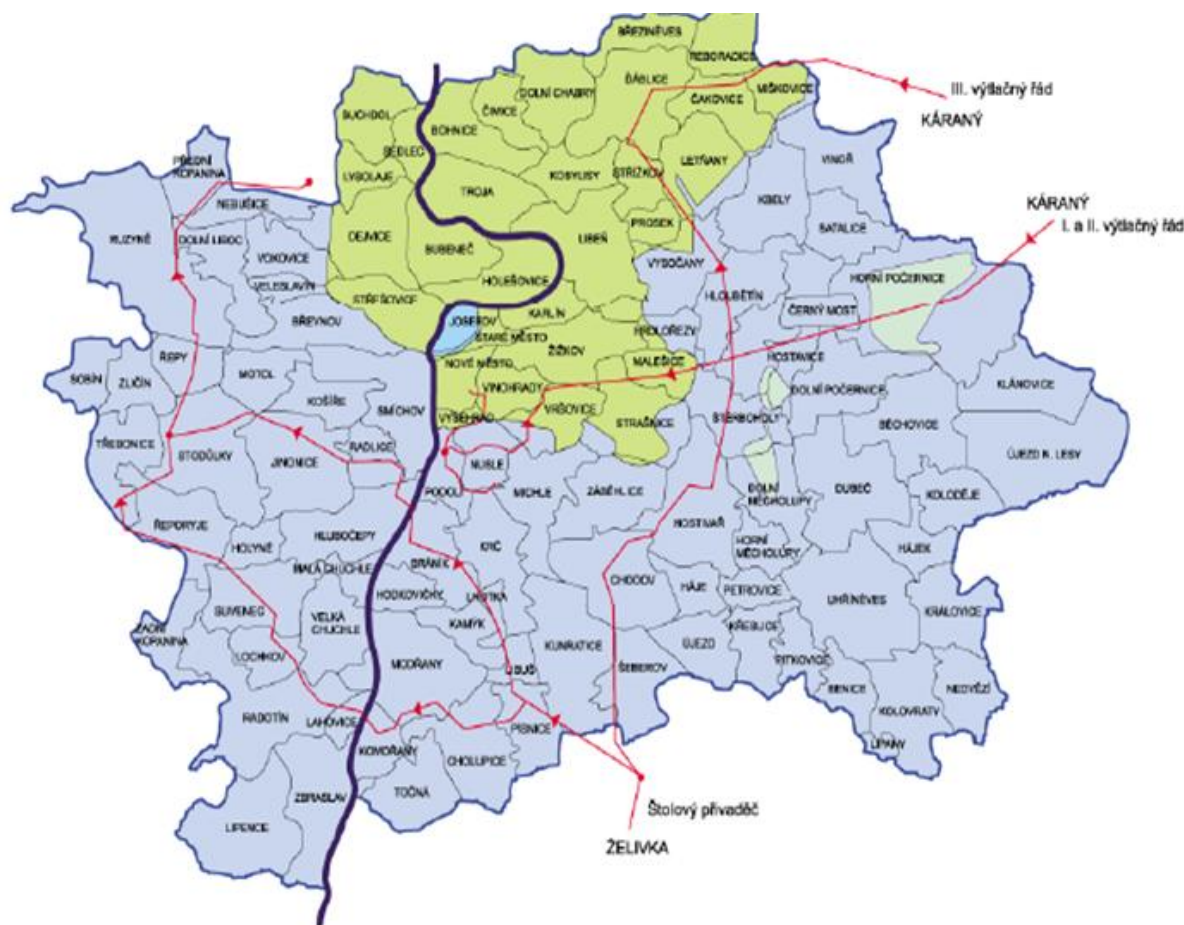 BŘEZINĚVES
ŘEBORADICE
DOLNÍ CHABRY
ĎÁBLICE
MIŠKOVICE
III. výtlačný řád
ČIMICE
ČAKOVICE
KÁRANÝ
SUCHDOL
BOHNICE
SEDLEC
LETŇANY
VINOŘ
PŘEDNÍ
KOPANINA
LYSOLAJE
TROJA
KOBYLISY
STŘÍŽKOV
NEBUŠICE
KBELY
KÁRANÝ
I. a II. výtlačný řád
RUZYNĚ
DOLNÍ LIBOC
DEJVICE
BUBENEČ
LIBEŇ
PROSEK
SATALICE
VOKOVICE
VYSOČANY
VELESLAVÍN
HOLEŠOVICE
HLOUBĚTÍN
HORNÍ POČERNICE
STŘEŠOVICE
BŘEVNOV
JOSEFOV
KARLÍN
ČERNÝ MOST
STARÉ MĚSTO
HRDLOŘEZY
ŘEPY
NOVÉ MĚSTO
ŽIŽKOV
MALEŠICE
HOSTAVICE
SOBÍN
ZLIČÍN
MOTOL
KOŠÍŘE
SMÍCHOV
VINOHRADY
DOLNÍ POČERNICE
KLÁNOVICE
VYŠEHRAD
VRŠOVICE
STRAŠNICE
ŠTĚRBOHOLY
BĚCHOVICE
TŘEBONICE
STODŮLKY
JINONICE
RADLICE
NUSLE
ÚJEZD N. LESY
PODOLÍ
MICHLE
ZÁBĚHLICE
DOLNÍ
MĚCHOLUPY
DUBEČ
KOLODĚJE
ŘEPORYJE
HOLYNĚ
HLUBOČEPY
HOSTIVAŘ
KRČ
HORNÍ
MĚCHOLUPY
HÁJEK
MALÁ CHUCHLE
BRÁNÍK
CHODOV
HÁJE
PETROVICE
UHŘÍNĚVES
SLIVENEC
VELKÁ
CHUCHLE
HODKOVIČKY
LHOTKA
KRÁLOVICE
ZADNÍ
KOPANINA
KAMÝK
KŘESLICE
LOCHKOV
KUNRATICE
ÚJEZD
PITKOVICE
MODŘANY
LIBUŠ
ŠEBEROV
BENICE
NEDVĚZÍ
RADOTÍN
LAHOVICE
PÍSNICE
KOLOVRATY
KOMOŘANY
CHOLUPICE
LIPANY
ZBRASLAV
TOČNÁ
Štolový přivaděč
LIPENCE
ŽELIVKA